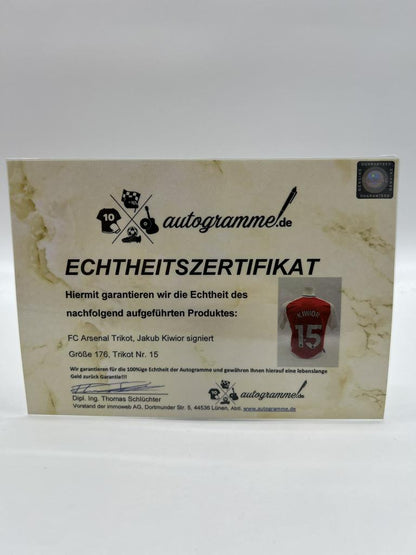 10
autogramme.de
ECHTHEITSZERTIFIKAT
Hiermit garantieren wir die Echtheit des
nachfolgend aufgeführten Produktes:
KIWIOR
15
FC Arsenal Trikot, Jakub Kiwior signiert
Größe 176, Trikot Nr. 15
Wir garantieren für die 100%ige Echtheit der Autogramme und gewähren Ihnen hierauf eine lebenslange
Geld zurück Garantie!!!
autogramme.de
Dipl. Ing. Thomas Schlüchter
Vorstand der immoweb AG, Dortmunder Str. 5, 44536 Lünen, Abtl. www.autogramme.de